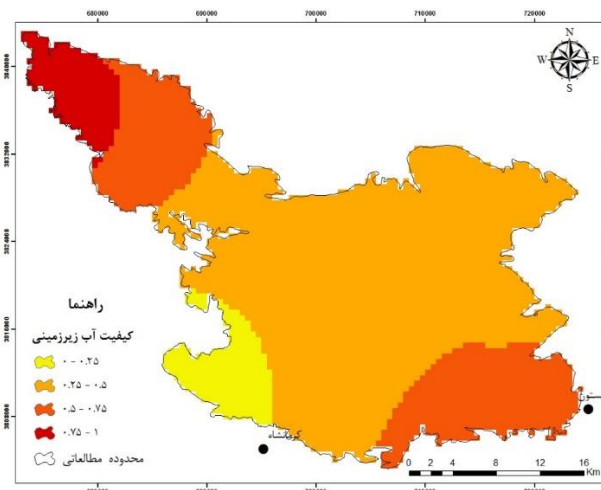 680000 690000 700000 710000 720000
N
W E
S
3840000
3832000
3824000
3816000
3808000
راهنما
کیفیت آب زیرزمینی
۰ - ۰.۲۵
۰.۲۵ - ۰.۵
۰.۵ - ۰.۷۵
۰.۷۵ - ۱
محدوده مطالعاتی
کرمانشاه
0 2 4 8 12 16
Km